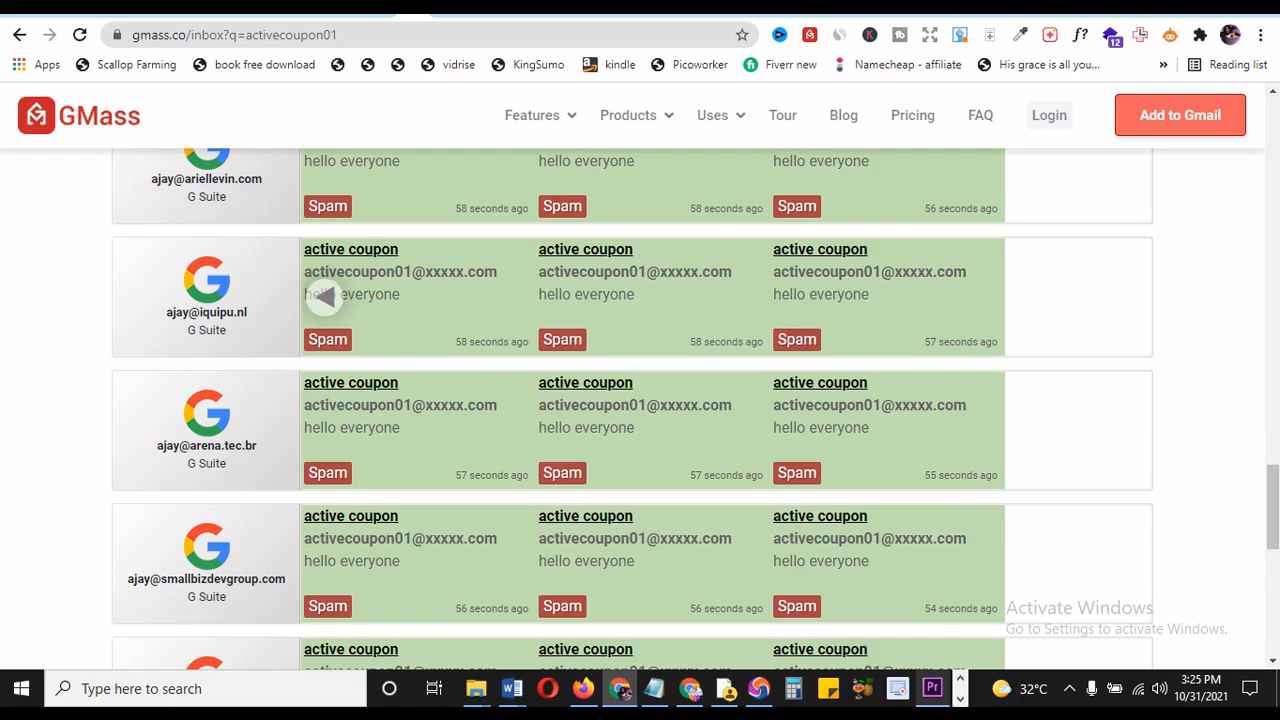 gmass.co/inbox?q=activecoupon01
12
Apps Scallop Farming book free download vidrise KingSumo kindle Picoworker Fiverr new Namecheap - affiliate His grace is all you... » Reading list
GMass Features Products Uses Tour Blog Pricing FAQ Login Add to Gmail
hello everyone hello everyone hello everyone
ajay@ariellevin.com
G Suite
Spam 58 seconds ago Spam 58 seconds ago Spam 56 seconds ago
active coupon active coupon active coupon
activecoupon01@xxxxx.com activecoupon01@xxxxx.com activecoupon01@xxxxx.com
hello everyone hello everyone hello everyone
ajay@iquipu.nl
G Suite
Spam 58 seconds ago Spam 58 seconds ago Spam 57 seconds ago
active coupon active coupon active coupon
activecoupon01@xxxxx.com activecoupon01@xxxxx.com activecoupon01@xxxxx.com
hello everyone hello everyone hello everyone
ajay@arena.tec.br
G Suite
Spam 57 seconds ago Spam 57 seconds ago Spam 55 seconds ago
active coupon active coupon active coupon
activecoupon01@xxxxx.com activecoupon01@xxxxx.com activecoupon01@xxxxx.com
hello everyone hello everyone hello everyone
ajay@smallbizdevgroup.com
G Suite
Spam 56 seconds ago Spam 56 seconds ago Spam 54 seconds ago
Activate Windows
Go to Settings to activate Windows.
active coupon active coupon active coupon
Type here to search
32°C
3:25 PM
10/31/2021